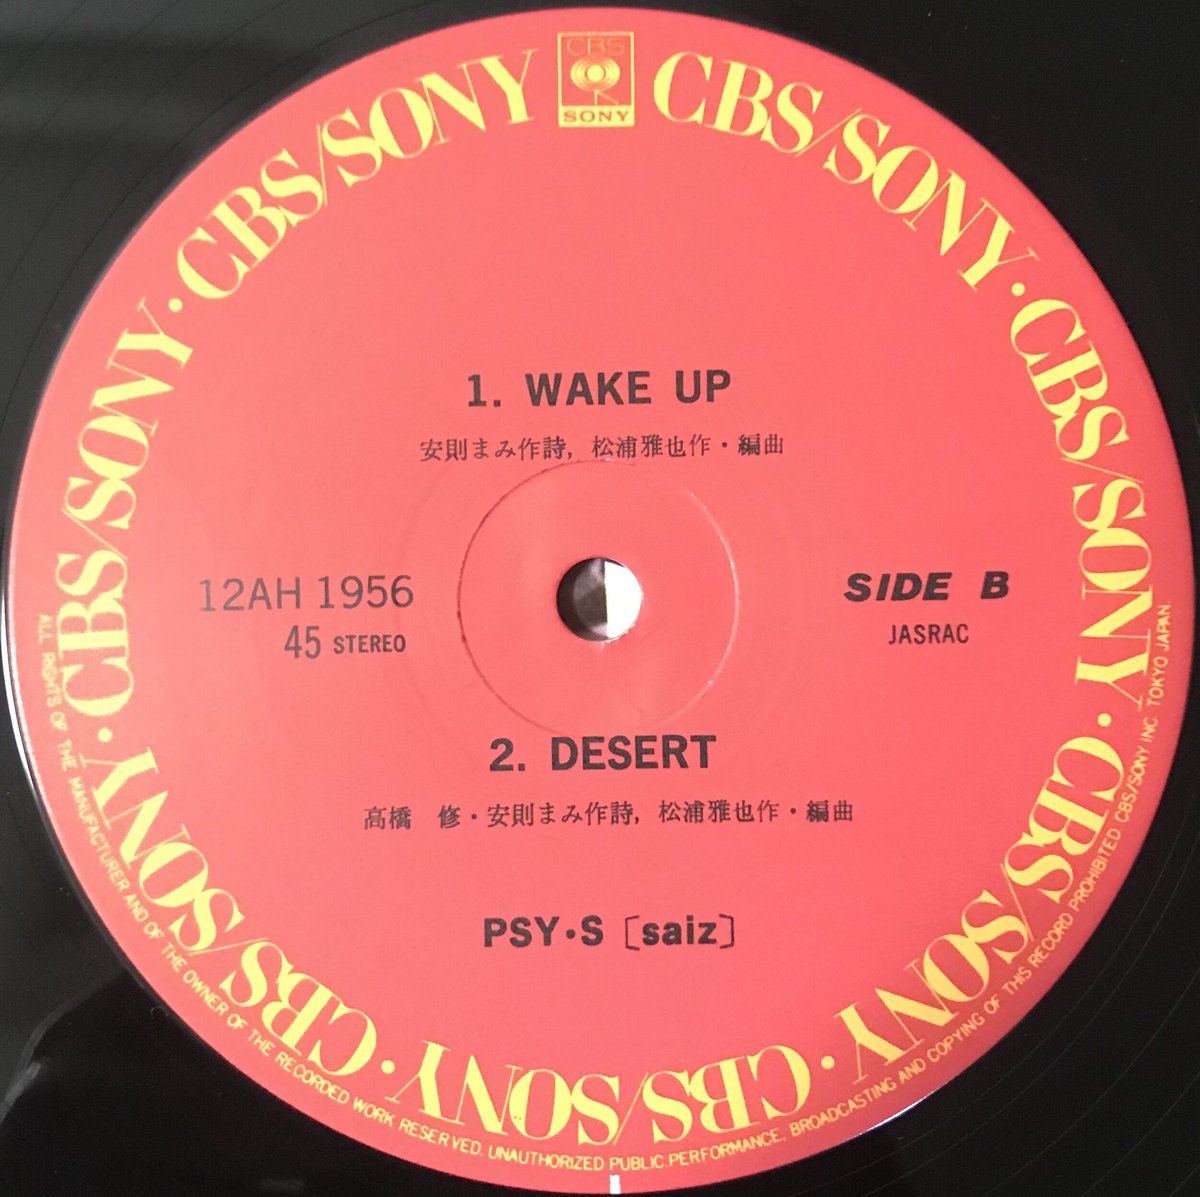 CBS
SONY
CBS/SONY · CBS/SONY · CBS/SONY · CBS/SONY · CBS/SONY · CBS/SONY · CBS/SONY · CBS/SONY
1. WAKE UP
安則まみ作詩, 松浦雅也作・編曲
12AH 1956
45 STEREO
SIDE B
JASRAC
2. DESERT
高橋 修・安則まみ作詩, 松浦雅也作・編曲
PSY・S〔saiz〕
ALL RIGHTS OF THE MANUFACTURER AND OF THE OWNER OF THE RECORDED WORK RESERVED. UNAUTHORIZED PUBLIC. PERFORMANCE, BROADCASTING AND COPYING OF THIS RECORD PROHIBITED. CBS/SONY INC. TOKYO JAPAN